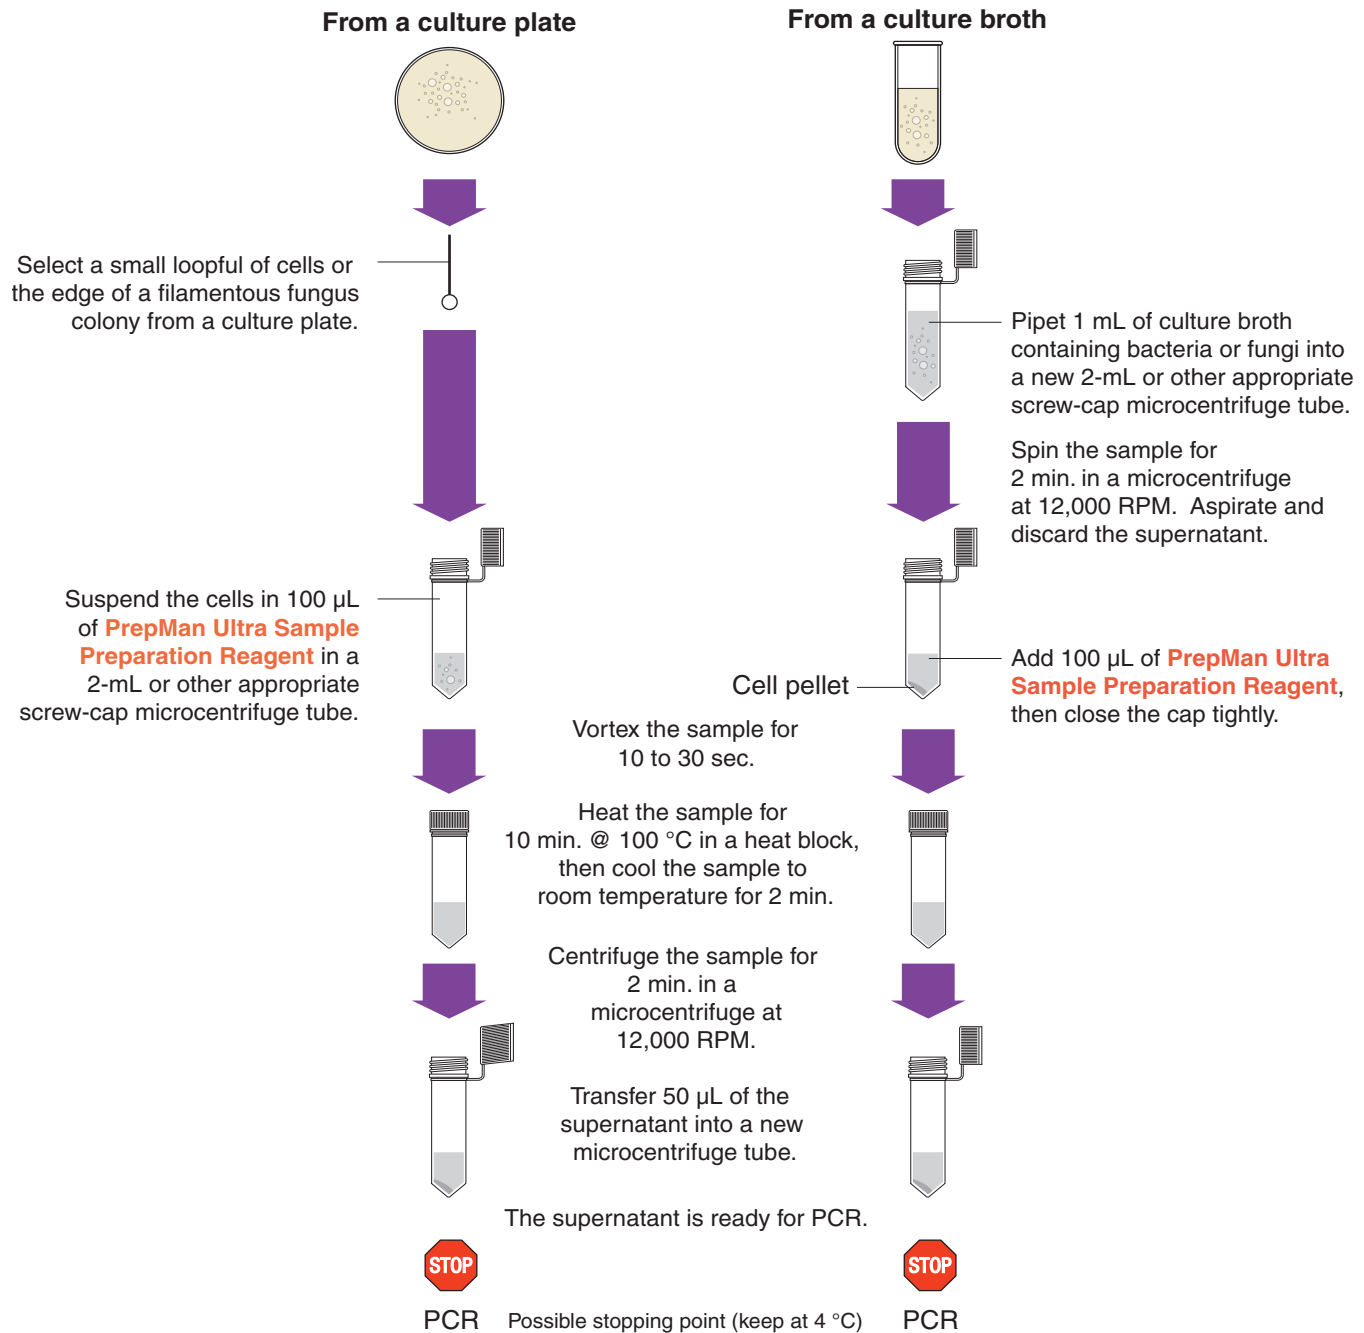 From a culture plate
From a culture broth
Select a small loopful of cells or
the edge of a filamentous fungus
colony from a culture plate.
Pipet 1 mL of culture broth
containing bacteria or fungi into
a new 2-mL or other appropriate
screw-cap microcentrifuge tube.
Spin the sample for
2 min. in a microcentrifuge
at 12,000 RPM.  Aspirate and
discard the supernatant.
Suspend the cells in 100 µL
of PrepMan Ultra Sample
Preparation Reagent in a
2-mL or other appropriate
screw-cap microcentrifuge tube.
Cell pellet
Add 100 µL of PrepMan Ultra
Sample Preparation Reagent,
then close the cap tightly.
Vortex the sample for
10 to 30 sec.
Heat the sample for
10 min. @ 100 °C in a heat block,
then cool the sample to
room temperature for 2 min.
Centrifuge the sample for
2 min. in a
microcentrifuge at
12,000 RPM.
Transfer 50 µL of the
supernatant into a new
microcentrifuge tube.
The supernatant is ready for PCR.
STOP
STOP
PCR
Possible stopping point (keep at 4 °C)
PCR